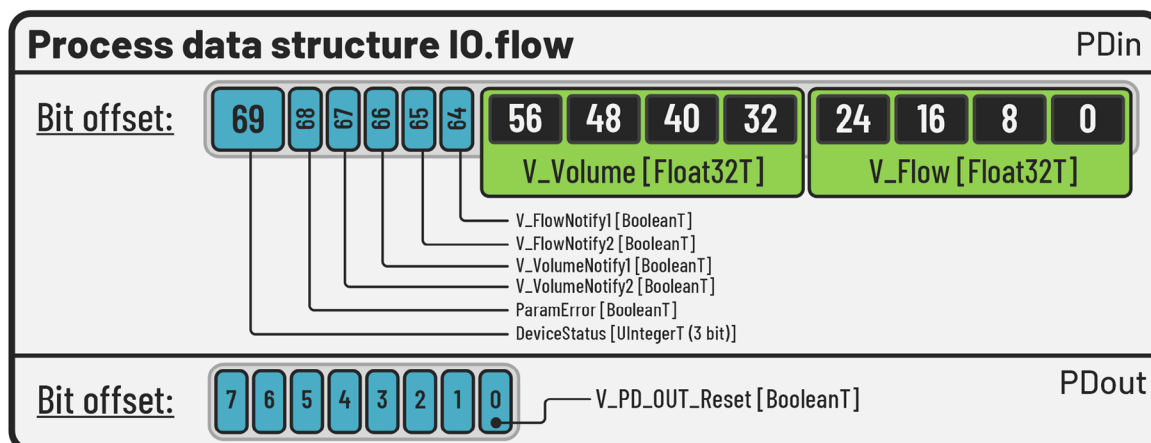 Process data structure IO.flow
PDin
Bit offset:
69 68 67 66 65 64 56 48 40 32 24 16 8 0
V_Volume [Float32T]
V_Flow [Float32T]
V_FlowNotify1 [BooleanT]
V_FlowNotify2 [BooleanT]
V_VolumeNotify1 [BooleanT]
V_VolumeNotify2 [BooleanT]
ParamError [BooleanT]
DeviceStatus [UIntegerT (3 bit)]
PDout
Bit offset:
7 6 5 4 3 2 1 0
V_PD_OUT_Reset [BooleanT]